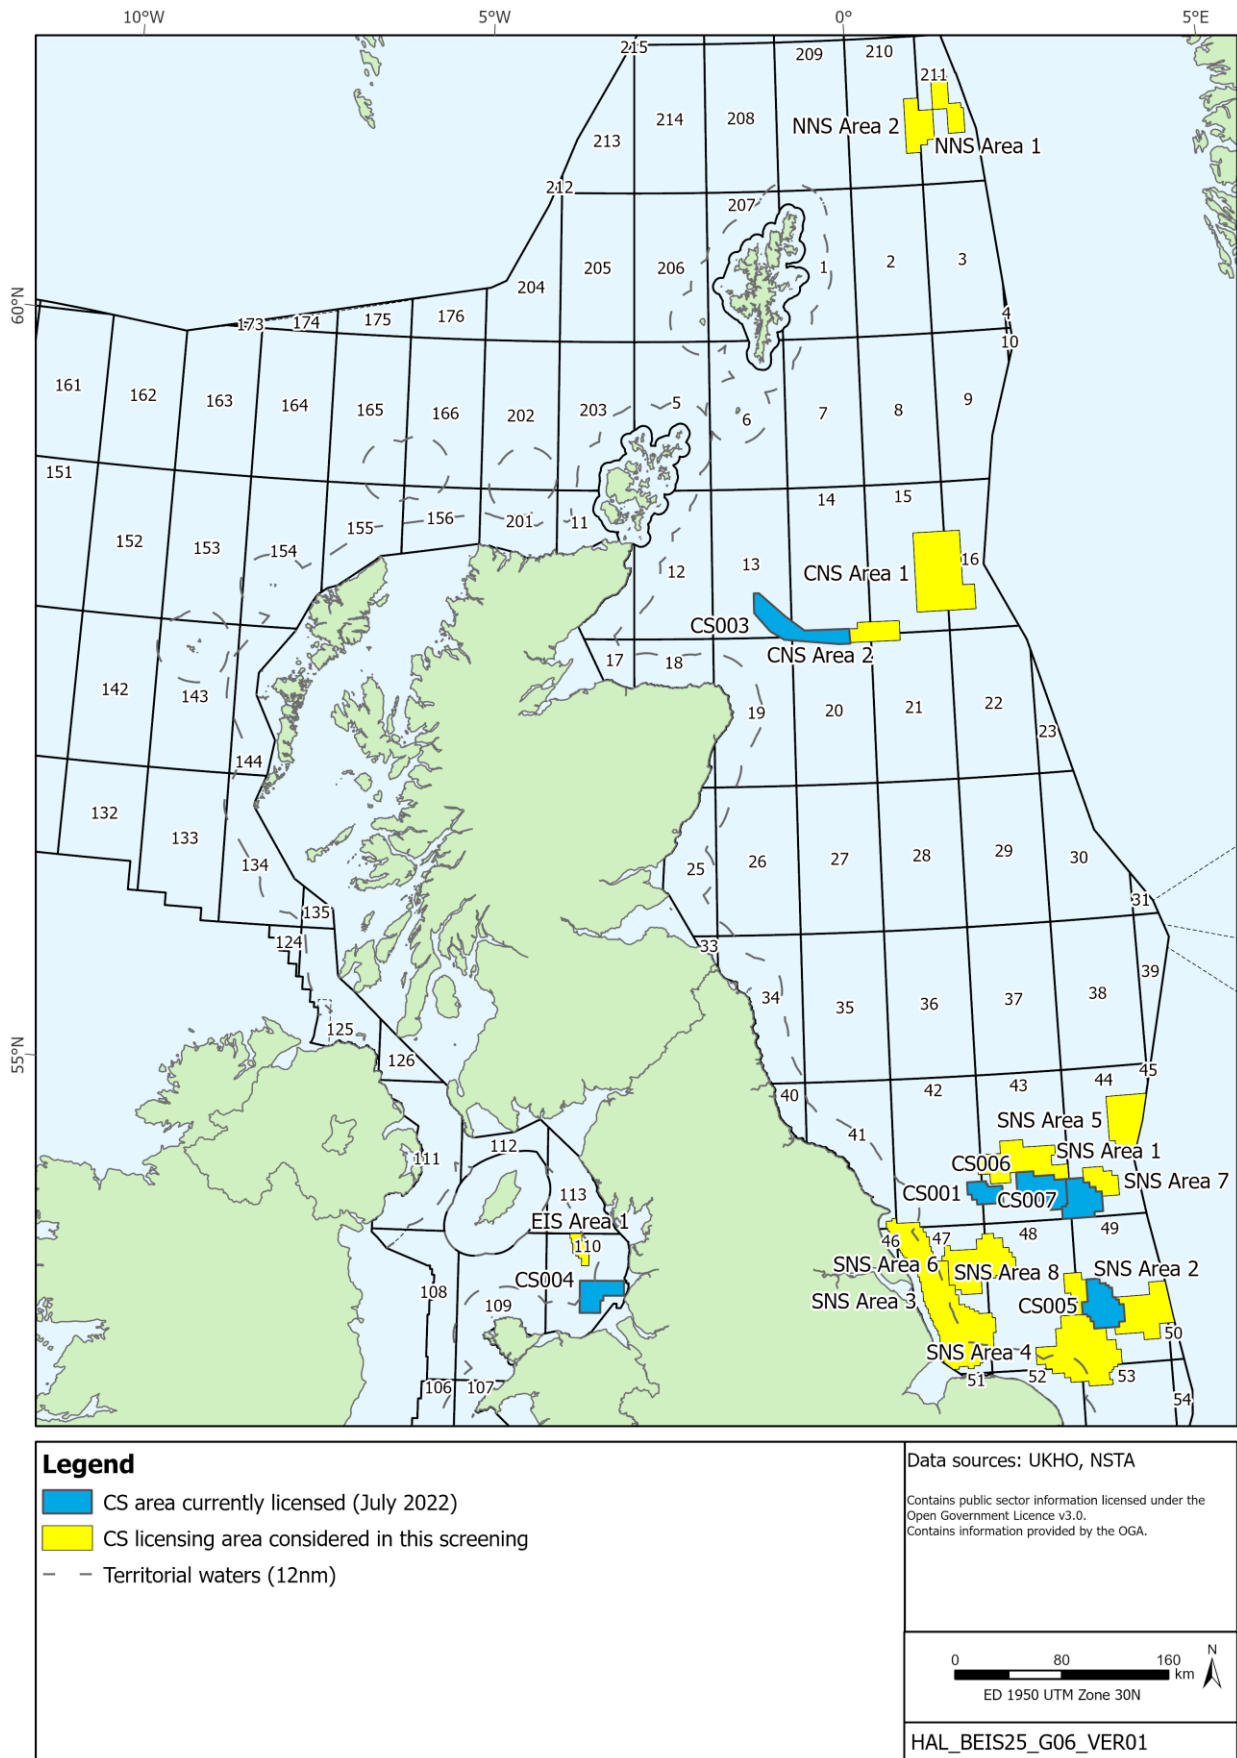 10°W 5°W 0° 5°E
215 209 210
211
214 208 NNS Area 2
213 NNS Area 1
212
207
205 206 1 2 3
204
60°N
173 174 175 176 4
10
161 162 163 164 165 166 202 203 5 6 7 8 9
151 14 15
152 153 154 155 156 201 11
12 13 CNS Area 1 16
CS003
17 18 CNS Area 2
142 143 19 20 21 22 23
144
132 133 134 25 26 27 28 29 30
135 31
124 33
34 35 36 37 38 39
125
55°N 126
40 42 43 44 45
41 SNS Area 5
111 112 CS006 SNS Area 1
113 CS001 CS007 SNS Area 7
EIS Area 1
110 46 47 48 49
SNS Area 6 SNS Area 8 SNS Area 2
CS004
108 109 SNS Area 3 CS005
SNS Area 4 50
106 107 51 52 53
54
Legend
CS area currently licensed (July 2022)
CS licensing area considered in this screening
Territorial waters (12nm)
Data sources: UKHO, NSTA
Contains public sector information licensed under the
Open Government Licence v3.0.
Contains information provided by the OGA.
0 80 160
km
N
ED 1950 UTM Zone 30N
HAL_BEIS25_G06_VER01